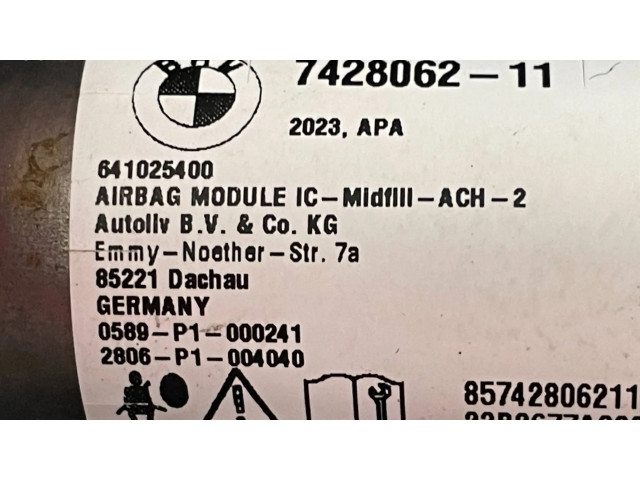 7428062-11
2023, APA
641025400
AIRBAG MODULE IC-Midfill-ACH-2
Autoliv B.V. & Co. KG
Emmy-Noether-Str. 7a
85221 Dachau
GERMANY
0589-P1-000241
2806-P1-004040
85742806211